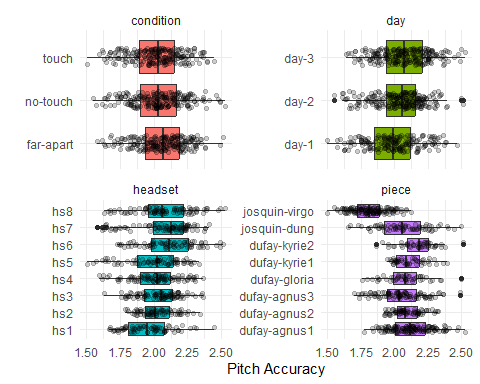 condition
touch
no-touch
far-apart
day
day-3
day-2
day-1
headset
hs8
hs7
hs6
hs5
hs4
hs3
hs2
hs1
1.50 1.75 2.00 2.25 2.50
piece
josquin-virgo
josquin-dung
dufay-kyrie2
dufay-kyrie1
dufay-gloria
dufay-agnus3
dufay-agnus2
dufay-agnus1
1.50 1.75 2.00 2.25 2.50
Pitch Accuracy